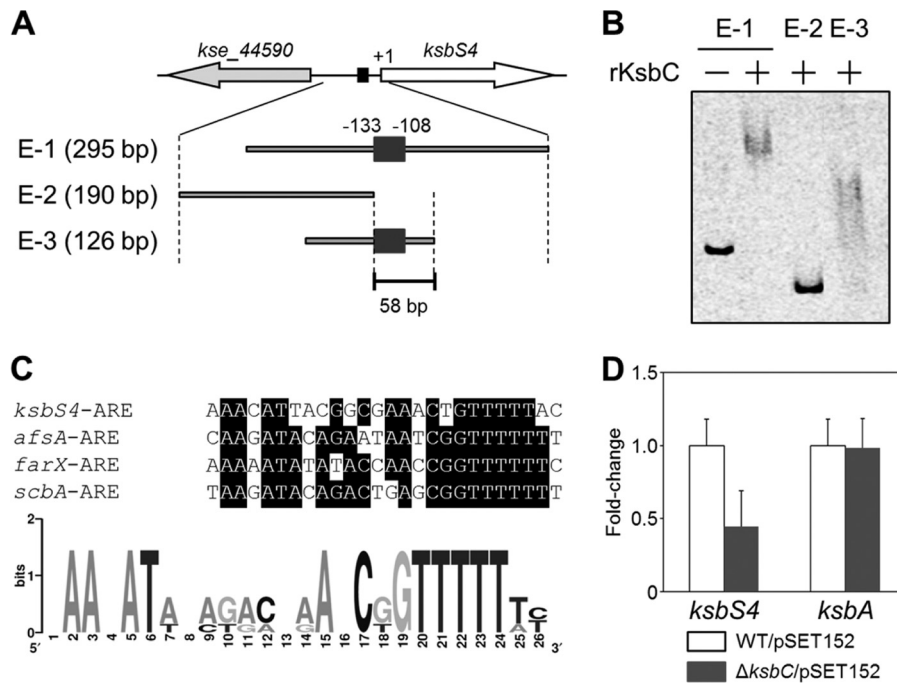 A
kse_44590
+1
ksbS4
-133
-108
E-1 (295 bp)
E-2 (190 bp)
E-3 (126 bp)
58 bp
B
E-1 E-2 E-3
rKsbC − + + +
C
ksbS4-ARE AAACATTACGGCGAAACTGTTTTTAC
afsA-ARE CAAGATACAGAATAATCGGTTTTTTT
farX-ARE AAAAATATATACCAACCGGTTTTTTC
scbA-ARE TAAGATACAGACTGAGCGGTTTTTTT
2
1
0
bits
5′ 1 2 3 4 5 6 7 8 9 10 11 12 13 14 15 16 17 18 19 20 21 22 23 24 25 26 3′
D
1.5
1.0
0.5
0
Fold-change
ksbS4 ksbA
WT/pSET152
ΔksbC/pSET152